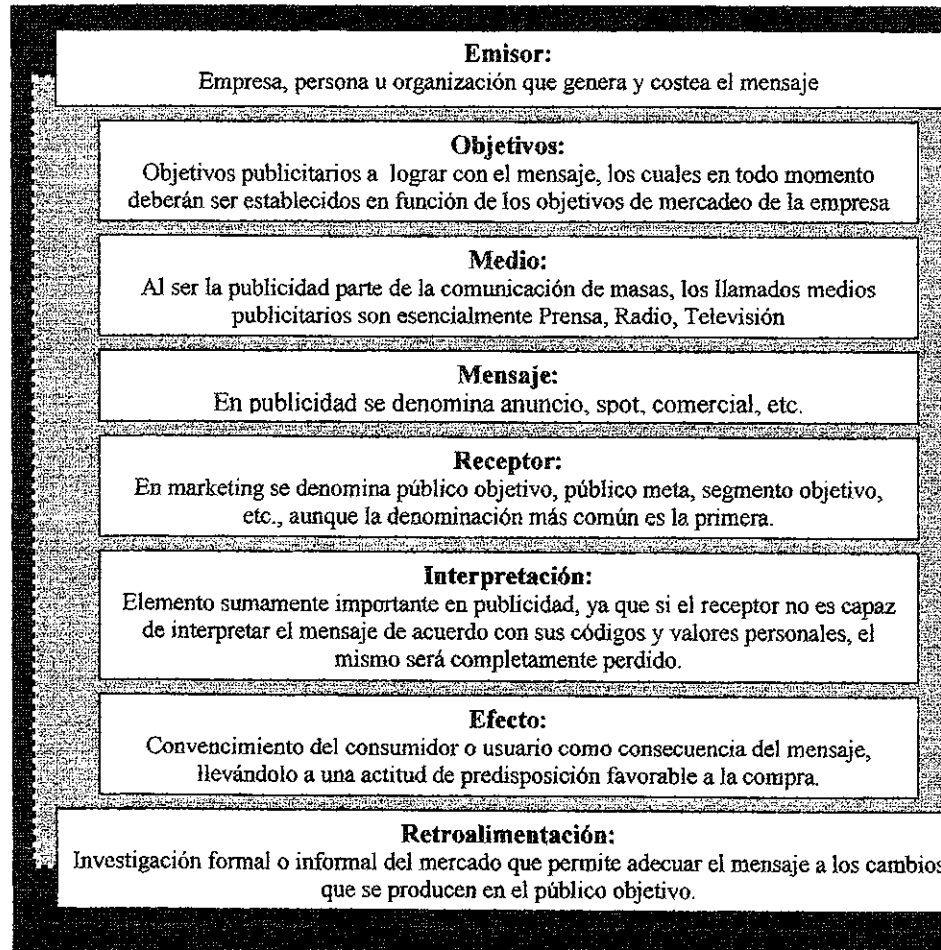 Emisor:
Empresa, persona u organización que genera y costea el mensaje
Objetivos:
Objetivos publicitarios a lograr con el mensaje, los cuales en todo momento
deberán ser establecidos en función de los objetivos de mercadeo de la empresa
Medio:
Al ser la publicidad parte de la comunicación de masas, los llamados medios
publicitarios son esencialmente Prensa, Radio, Televisión
Mensaje:
En publicidad se denomina anuncio, spot, comercial, etc.
Receptor:
En marketing se denomina público objetivo, público meta, segmento objetivo,
etc., aunque la denominación más común es la primera.
Interpretación:
Elemento sumamente importante en publicidad, ya que si el receptor no es capaz
de interpretar el mensaje de acuerdo con sus códigos y valores personales, el
mismo será completamente perdido.
Efecto:
Convencimiento del consumidor o usuario como consecuencia del mensaje,
llevándolo a una actitud de predisposición favorable a la compra.
Retroalimentación:
Investigación formal o informal del mercado que permite adecuar el mensaje a los cambios
que se producen en el público objetivo.